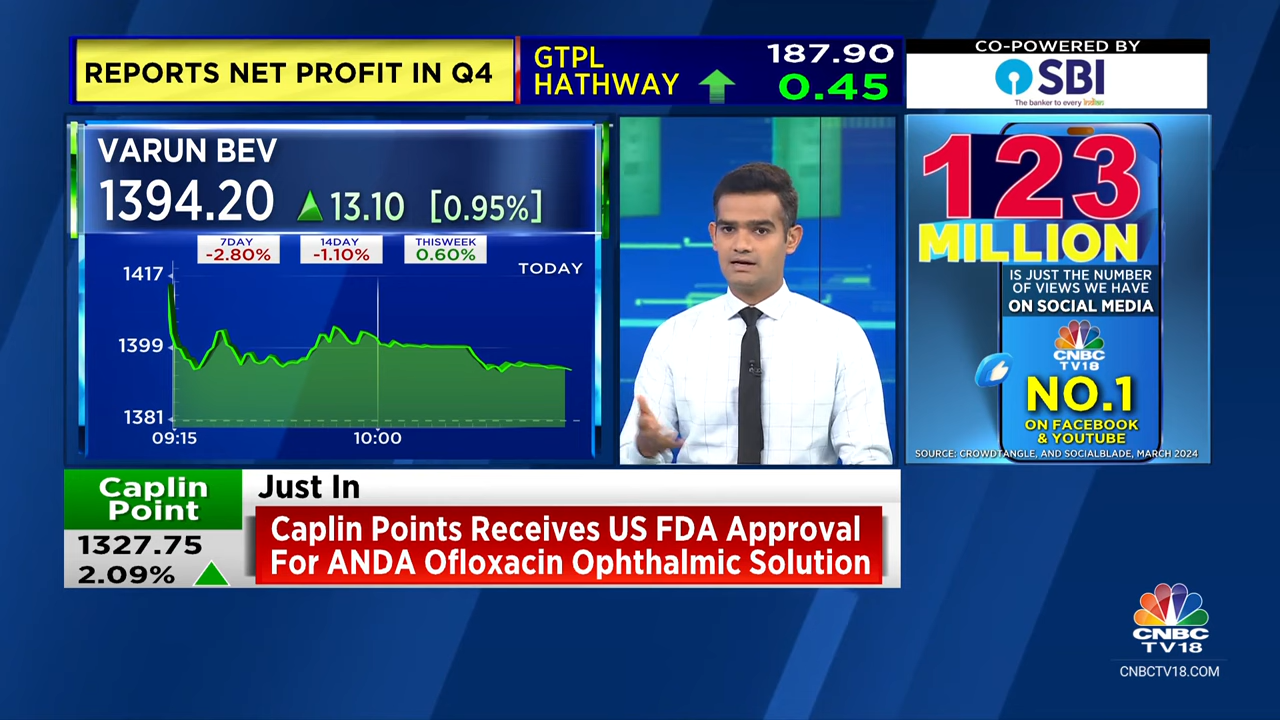 REPORTS NET PROFIT IN Q4
GTPL
HATHWAY
187.90
0.45
CO-POWERED BY
SBI
The banker to every Indian
VARUN BEV
1394.20 13.10 [0.95%]
7DAY
-2.80%
14DAY
-1.10%
THISWEEK
0.60%
TODAY
1417
1399
1381
09:15
10:00
123
MILLION
IS JUST THE NUMBER
OF VIEWS WE HAVE
ON SOCIAL MEDIA
CNBC
TV18
NO.1
ON FACEBOOK
& YOUTUBE
SOURCE: CROWDTANGLE, AND SOCIALBLADE, MARCH 2024
Caplin
Point
1327.75
2.09%
Just In
Caplin Points Receives US FDA Approval
For ANDA Ofloxacin Ophthalmic Solution
CNBC
TV18
CNBCTV18.COM